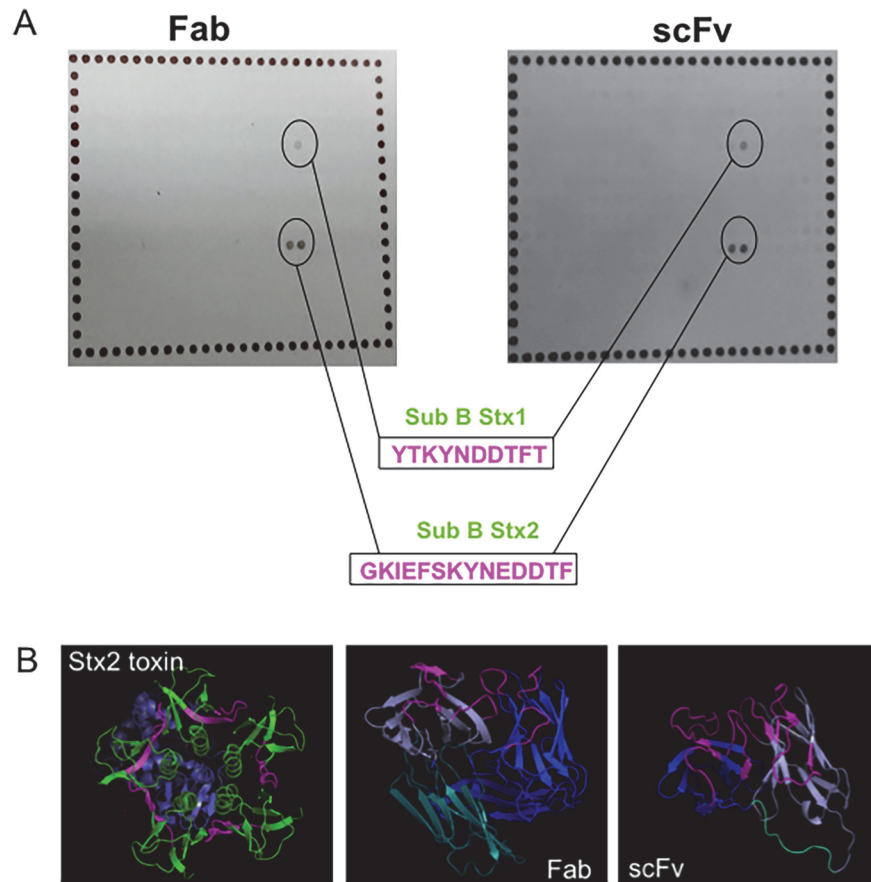 A
Fab
scFv
Sub B Stx1
YTKYNDDTFT
Sub B Stx2
GKIEFSKYNEDDTF
B
Stx2 toxin
Fab
scFv